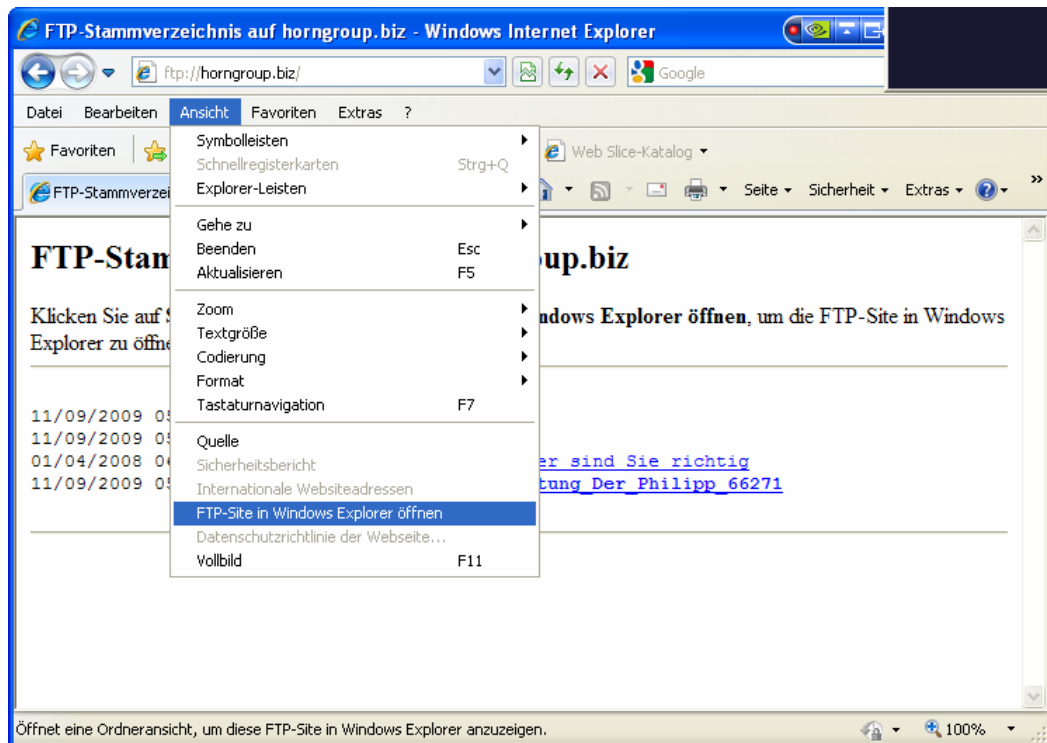 FTP-Stammverzeichnis auf horngroup.biz - Windows Internet Explorer
ftp://horngroup.biz/
Google
Datei Bearbeiten Ansicht Favoriten Extras ?
Favoriten
Web Slice-Katalog
FTP-Stammverzei
Seite Sicherheit Extras
Symbolleisten
Schnellregisterkarten Strg+Q
Explorer-Leisten
Gehe zu
Beenden Esc
Aktualisieren F5
Zoom
Textgröße
Codierung
Format
Tastaturnavigation F7
Quelle
Sicherheitsbericht
Internationale Websiteadressen
FTP-Site in Windows Explorer öffnen
Datenschutzrichtlinie der Webseite...
Vollbild F11
FTP-Stam up.biz
Klicken Sie auf ndows Explorer öffnen, um die FTP-Site in Windows
Explorer zu öffne
11/09/2009 05
11/09/2009 05
01/04/2008 er sind Sie richtig
11/09/2009 05 tung_Der_Philipp_66271
Öffnet eine Ordneransicht, um diese FTP-Site in Windows Explorer anzuzeigen.
100%